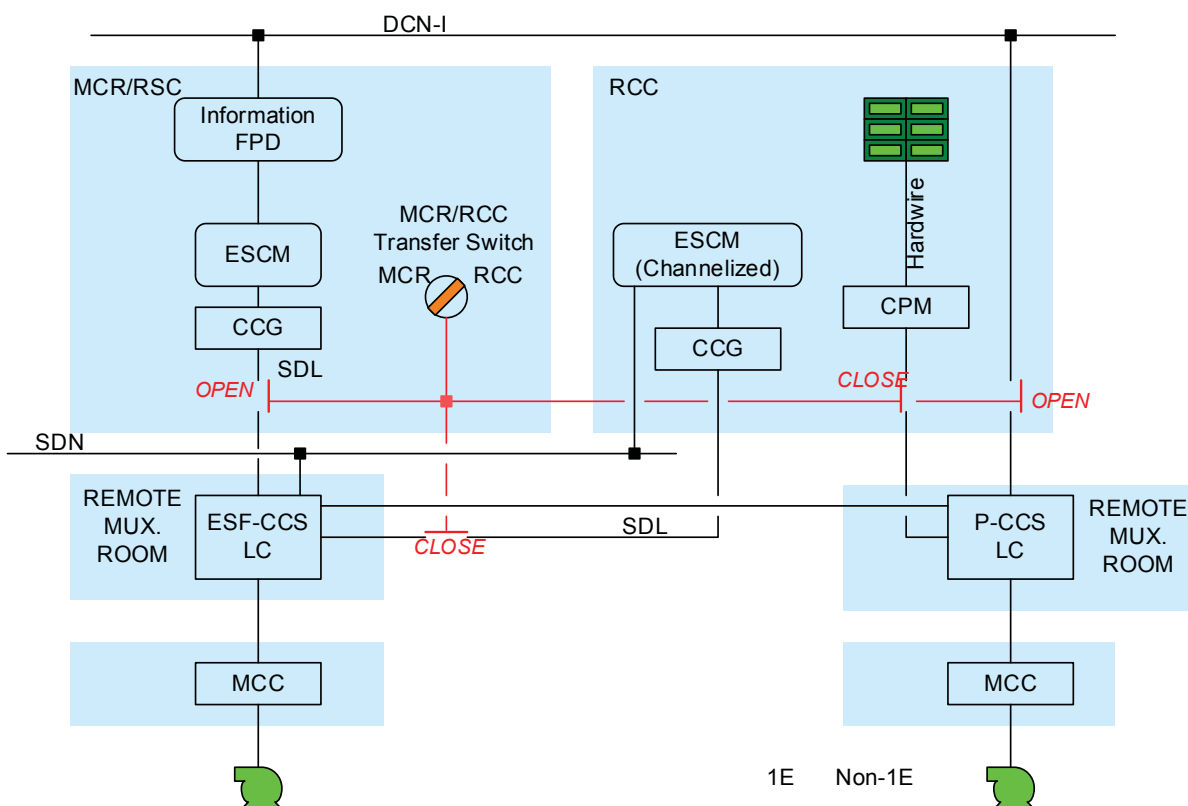 DCN-I
MCR/RSC
Information
FPD
ESCM
CCG
SDL
OPEN
MCR/RCC
Transfer Switch
MCR
RCC
RCC
ESCM
(Channelized)
CCG
Hardwire
CPM
CLOSE
OPEN
SDN
REMOTE
MUX.
ROOM
ESF-CCS
LC
CLOSE
SDL
P-CCS
LC
REMOTE
MUX.
ROOM
MCC
MCC
1E
Non-1E